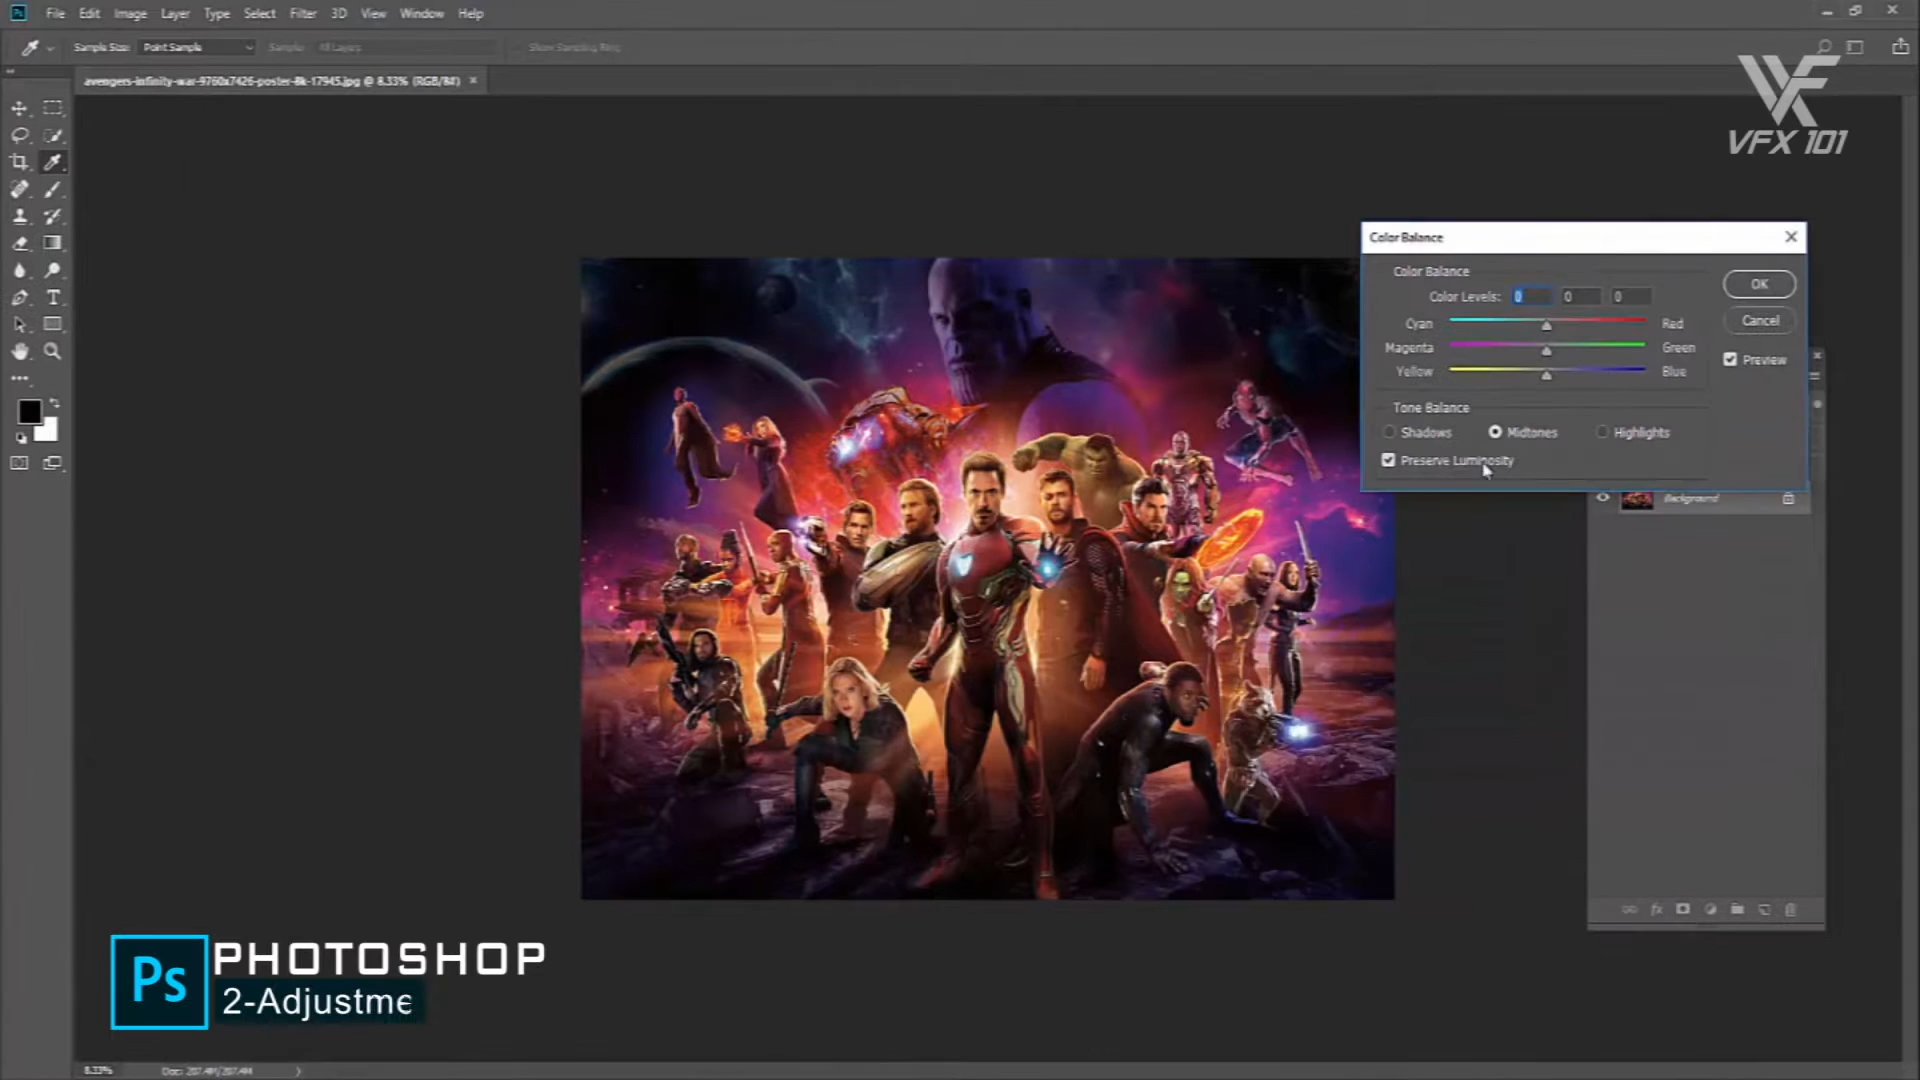 Ps File Edit Image Layer Type Select Filter 3D View Window Help
Sample Size: Point Sample Sample: All Layers Show Sampling Ring
avengers-infinity-war-9760x7426-poster-8k-17945.jpg @ 8.33% (RGB/8#)
VFX 101
Color Balance
Color Balance
OK
Color Levels: 0 0 0
Cyan Red
Cancel
Magenta Green
Preview
Yellow Blue
Tone Balance
Shadows Midtones Highlights
Preserve Luminosity
Background
fx
Ps
PHOTOSHOP
2-Adjustme
8.33% Doc: 207.4M/207.4M